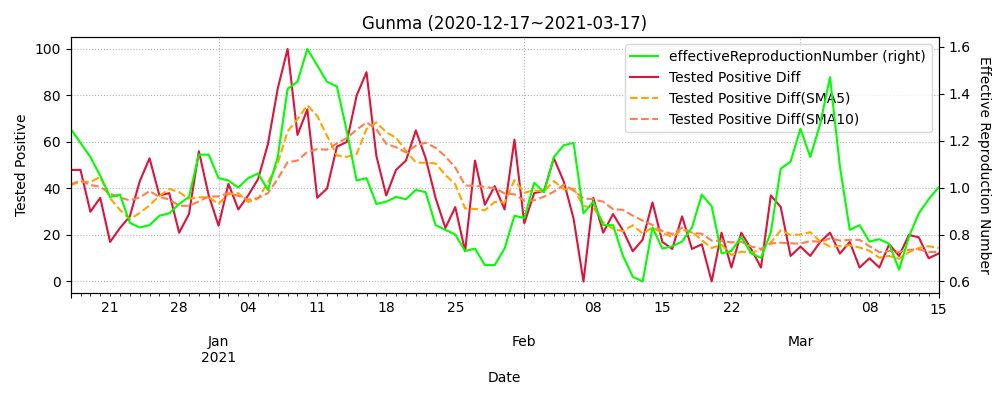 Gunma (2020-12-17~2021-03-17)
effectiveReproductionNumber (right)
Tested Positive Diff
Tested Positive Diff(SMA5)
Tested Positive Diff(SMA10)
Tested Positive
100
80
60
40
20
0
1.6
1.4
1.2
1.0
0.8
0.6
Effective Reproduction Number
21 28 04 11 18 25 08 15 22 08 15
Jan Feb Mar
2021
Date